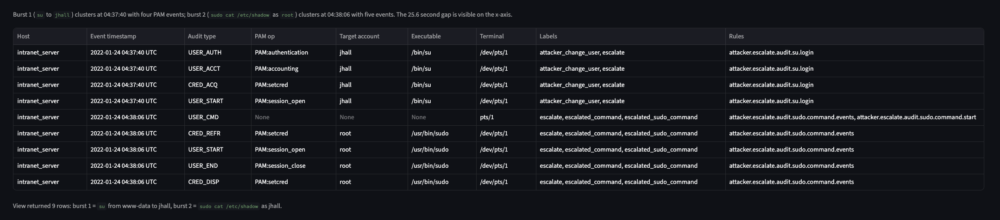 Burst 1 ( su to jhall ) clusters at 04:37:40 with four PAM events; burst 2 ( sudo cat /etc/shadow as root ) clusters at 04:38:06 with five events. The 25.6 second gap is visible on the x-axis.
Host Event timestamp Audit type PAM op Target account Executable Terminal Labels Rules
intranet_server 2022-01-24 04:37:40 UTC USER_AUTH PAM:authentication jhall /bin/su /dev/pts/1 attacker_change_user, escalate attacker.escalate.audit.su.login
intranet_server 2022-01-24 04:37:40 UTC USER_ACCT PAM:accounting jhall /bin/su /dev/pts/1 attacker_change_user, escalate attacker.escalate.audit.su.login
intranet_server 2022-01-24 04:37:40 UTC CRED_ACQ PAM:setcred jhall /bin/su /dev/pts/1 attacker_change_user, escalate attacker.escalate.audit.su.login
intranet_server 2022-01-24 04:37:40 UTC USER_START PAM:session_open jhall /bin/su /dev/pts/1 attacker_change_user, escalate attacker.escalate.audit.su.login
intranet_server 2022-01-24 04:38:06 UTC USER_CMD None None None pts/1 escalate, escalated_command, escalated_sudo_command attacker.escalate.audit.sudo.command.events, attacker.escalate.audit.sudo.command.start
intranet_server 2022-01-24 04:38:06 UTC CRED_REFR PAM:setcred root /usr/bin/sudo /dev/pts/1 escalate, escalated_command, escalated_sudo_command attacker.escalate.audit.sudo.command.events
intranet_server 2022-01-24 04:38:06 UTC USER_START PAM:session_open root /usr/bin/sudo /dev/pts/1 escalate, escalated_command, escalated_sudo_command attacker.escalate.audit.sudo.command.events
intranet_server 2022-01-24 04:38:06 UTC USER_END PAM:session_close root /usr/bin/sudo /dev/pts/1 escalate, escalated_command, escalated_sudo_command attacker.escalate.audit.sudo.command.events
intranet_server 2022-01-24 04:38:06 UTC CRED_DISP PAM:setcred root /usr/bin/sudo /dev/pts/1 escalate, escalated_command, escalated_sudo_command attacker.escalate.audit.sudo.command.events
View returned 9 rows: burst 1 = su from www-data to jhall, burst 2 = sudo cat /etc/shadow as jhall.